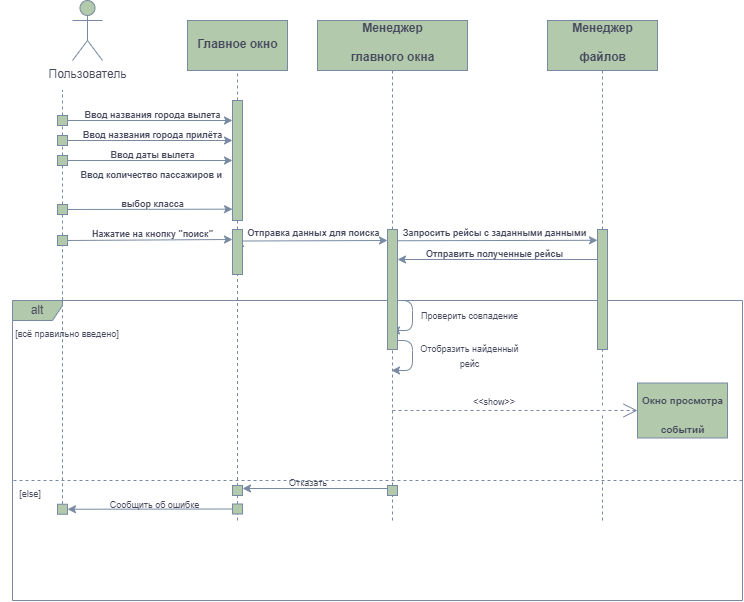 Пользователь
Главное окно
Менеджер
главного окна
Менеджер
файлов
Ввод названия города вылета
Ввод названия города прилёта
Ввод даты вылета
Ввод количество пассажиров и
выбор класса
Нажатие на кнопку "поиск"
Отправка данных для поиска
Запросить рейсы с заданными данными
Отправить полученные рейсы
alt
[всё правильно введено]
Проверить совпадение
Отобразить найденный
рейс
<<show>>
Окно просмотра
событий
[else]
Отказать
Сообщить об ошибке